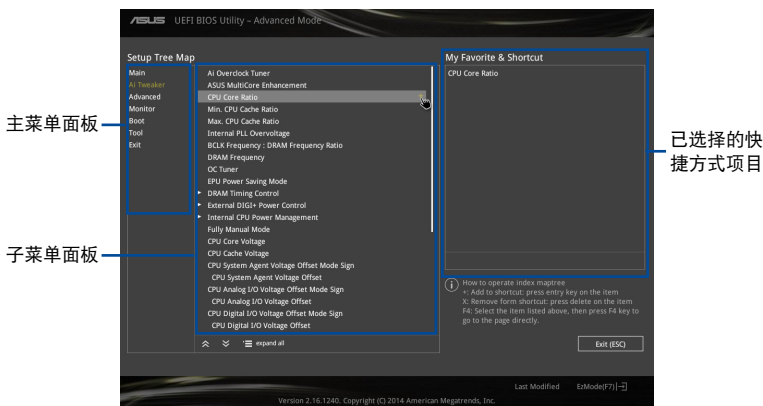 ASUS UEFI BIOS Utility – Advanced Mode
Setup Tree Map
Main
Ai Tweaker
Advanced
Monitor
Boot
Tool
Exit
Ai Overclock Tuner
ASUS MultiCore Enhancement
CPU Core Ratio
Min. CPU Cache Ratio
Max. CPU Cache Ratio
Internal PLL Overvoltage
BCLK Frequency : DRAM Frequency Ratio
DRAM Frequency
OC Tuner
EPU Power Saving Mode
DRAM Timing Control
External DIGI+ Power Control
Internal CPU Power Management
Fully Manual Mode
CPU Core Voltage
CPU Cache Voltage
CPU System Agent Voltage Offset Mode Sign
CPU System Agent Voltage Offset
CPU Analog I/O Voltage Offset Mode Sign
CPU Analog I/O Voltage Offset
CPU Digital I/O Voltage Offset Mode Sign
CPU Digital I/O Voltage Offset
expand all
My Favorite & Shortcut
CPU Core Ratio
How to operate index maptree
+: Add to shortcut: press entry key on the item
X: Remove form shortcut: press delete on the item
F4: Select the item listed above, then press F4 key to
go to the page directly.
Exit (ESC)
Last Modified EzMode(F7)
Version 2.16.1240. Copyright (C) 2014 American Megatrends, Inc.
主菜单面板
子菜单面板
已选择的快
捷方式项目